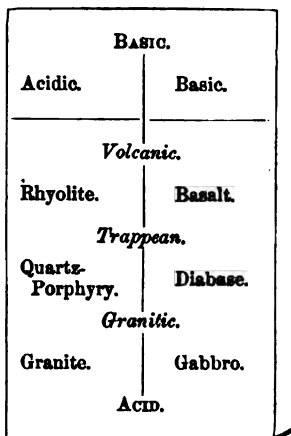 BASIC.
Acidic. Basic.
Volcanic.
Rhyolite. Basalt.
Trappean.
Quartz-
Porphyry. Diabase.
Granitic.
Granite. Gabbro.
ACID.